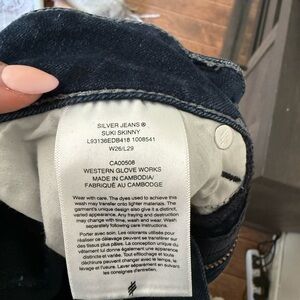 SILVER JEANS®
SUKI SKINNY
L93136EDB418 1008541
W26/L29
CA00508
WESTERN GLOVE WORKS
MADE IN CAMBODIA/
FABRIQUÉ AU CAMBODGE
Wear with care. The dyes used to achieve this
wash may transfer onto lighter materials. The
garment's unique design also give it a distinct,
varied appearance. Any fraying and destruction
may change with time, wash and wear. Wash
separately following care instructions.
Porter avec soin. Les colorants utilisés pour
réaliser ce délavage peuvent se transférer sur
des tissus plus pâles. La conception unique du
vêtement lui donne également une apparence
distincte et variée. Tout effilochage et toute
déchirure peuvent changer avec le temps, le
lavage et l'usure. Laver séparément en suivant
les consignes d'entretien.